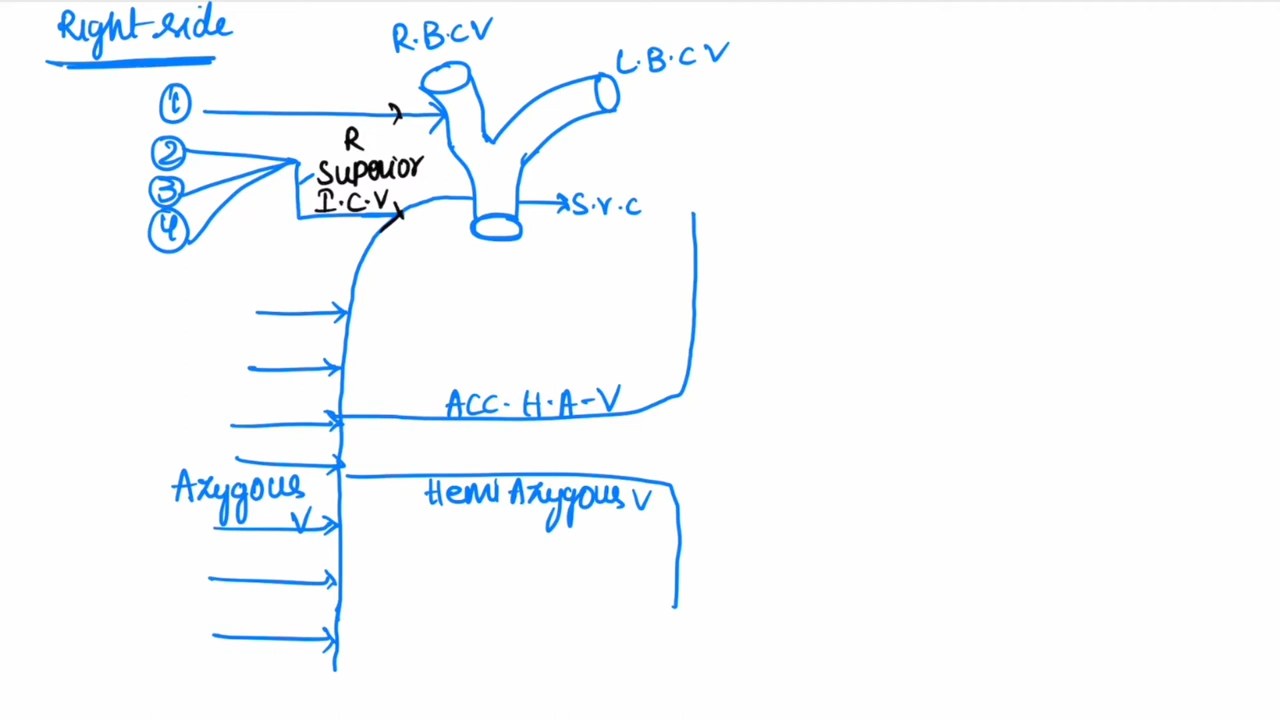 Right side
R.B.C V
L.B.C V
1
2
3
4
R
Superior
I.C.V
S.V.C
ACC- H.A-V
Azygous
V
Hemi Azygous V